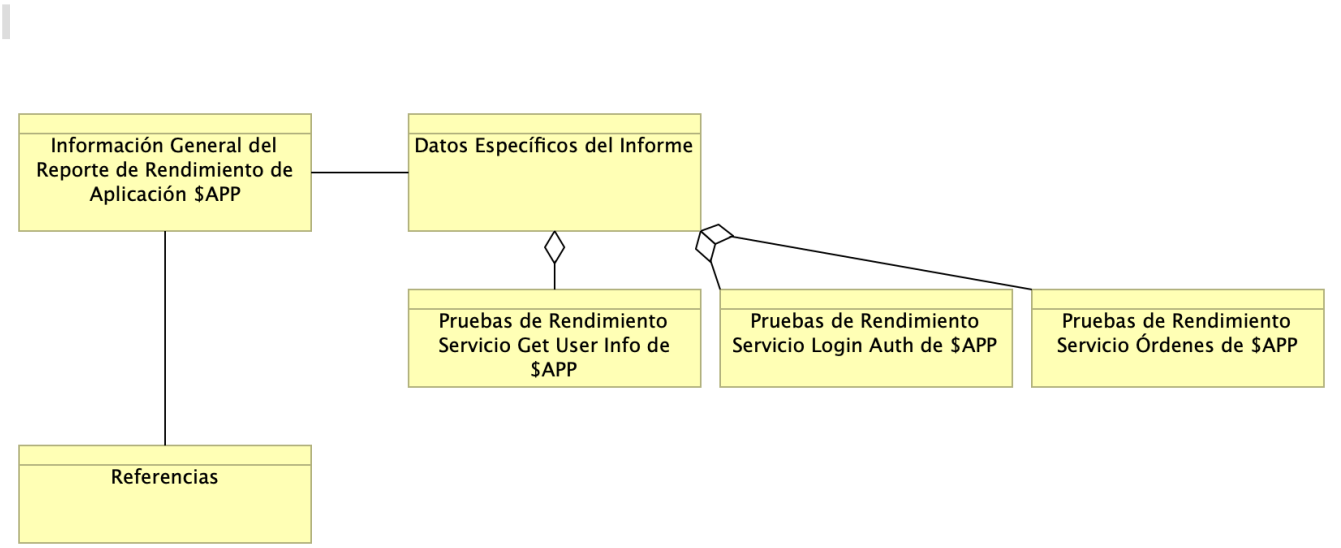 Información General del
Reporte de Rendimiento de
Aplicación $APP
Datos Específicos del Informe
Pruebas de Rendimiento
Servicio Get User Info de
$APP
Pruebas de Rendimiento
Servicio Login Auth de $APP
Pruebas de Rendimiento
Servicio Órdenes de $APP
Referencias